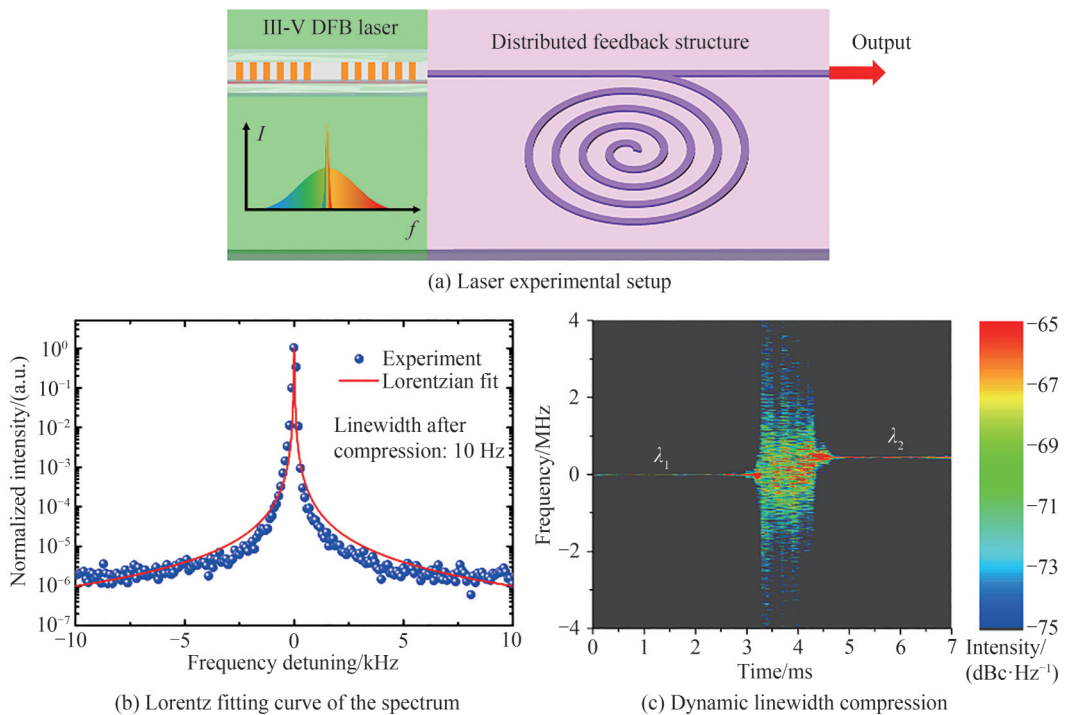 III-V DFB laser
Distributed feedback structure
Output
I
f
(a) Laser experimental setup
10⁰
10⁻¹
10⁻²
10⁻³
10⁻⁴
10⁻⁵
10⁻⁶
10⁻⁷
Normalized intensity/(a.u.)
Experiment
Lorentzian fit
Linewidth after
compression: 10 Hz
−10
−5
0
5
10
Frequency detuning/kHz
(b) Lorentz fitting curve of the spectrum
4
2
0
−2
−4
Frequency/MHz
λ₁
λ₂
0
1
2
3
4
5
6
7
Time/ms
−65
−67
−69
−71
−73
−75
Intensity/
(dBc·Hz⁻¹)
(c) Dynamic linewidth compression